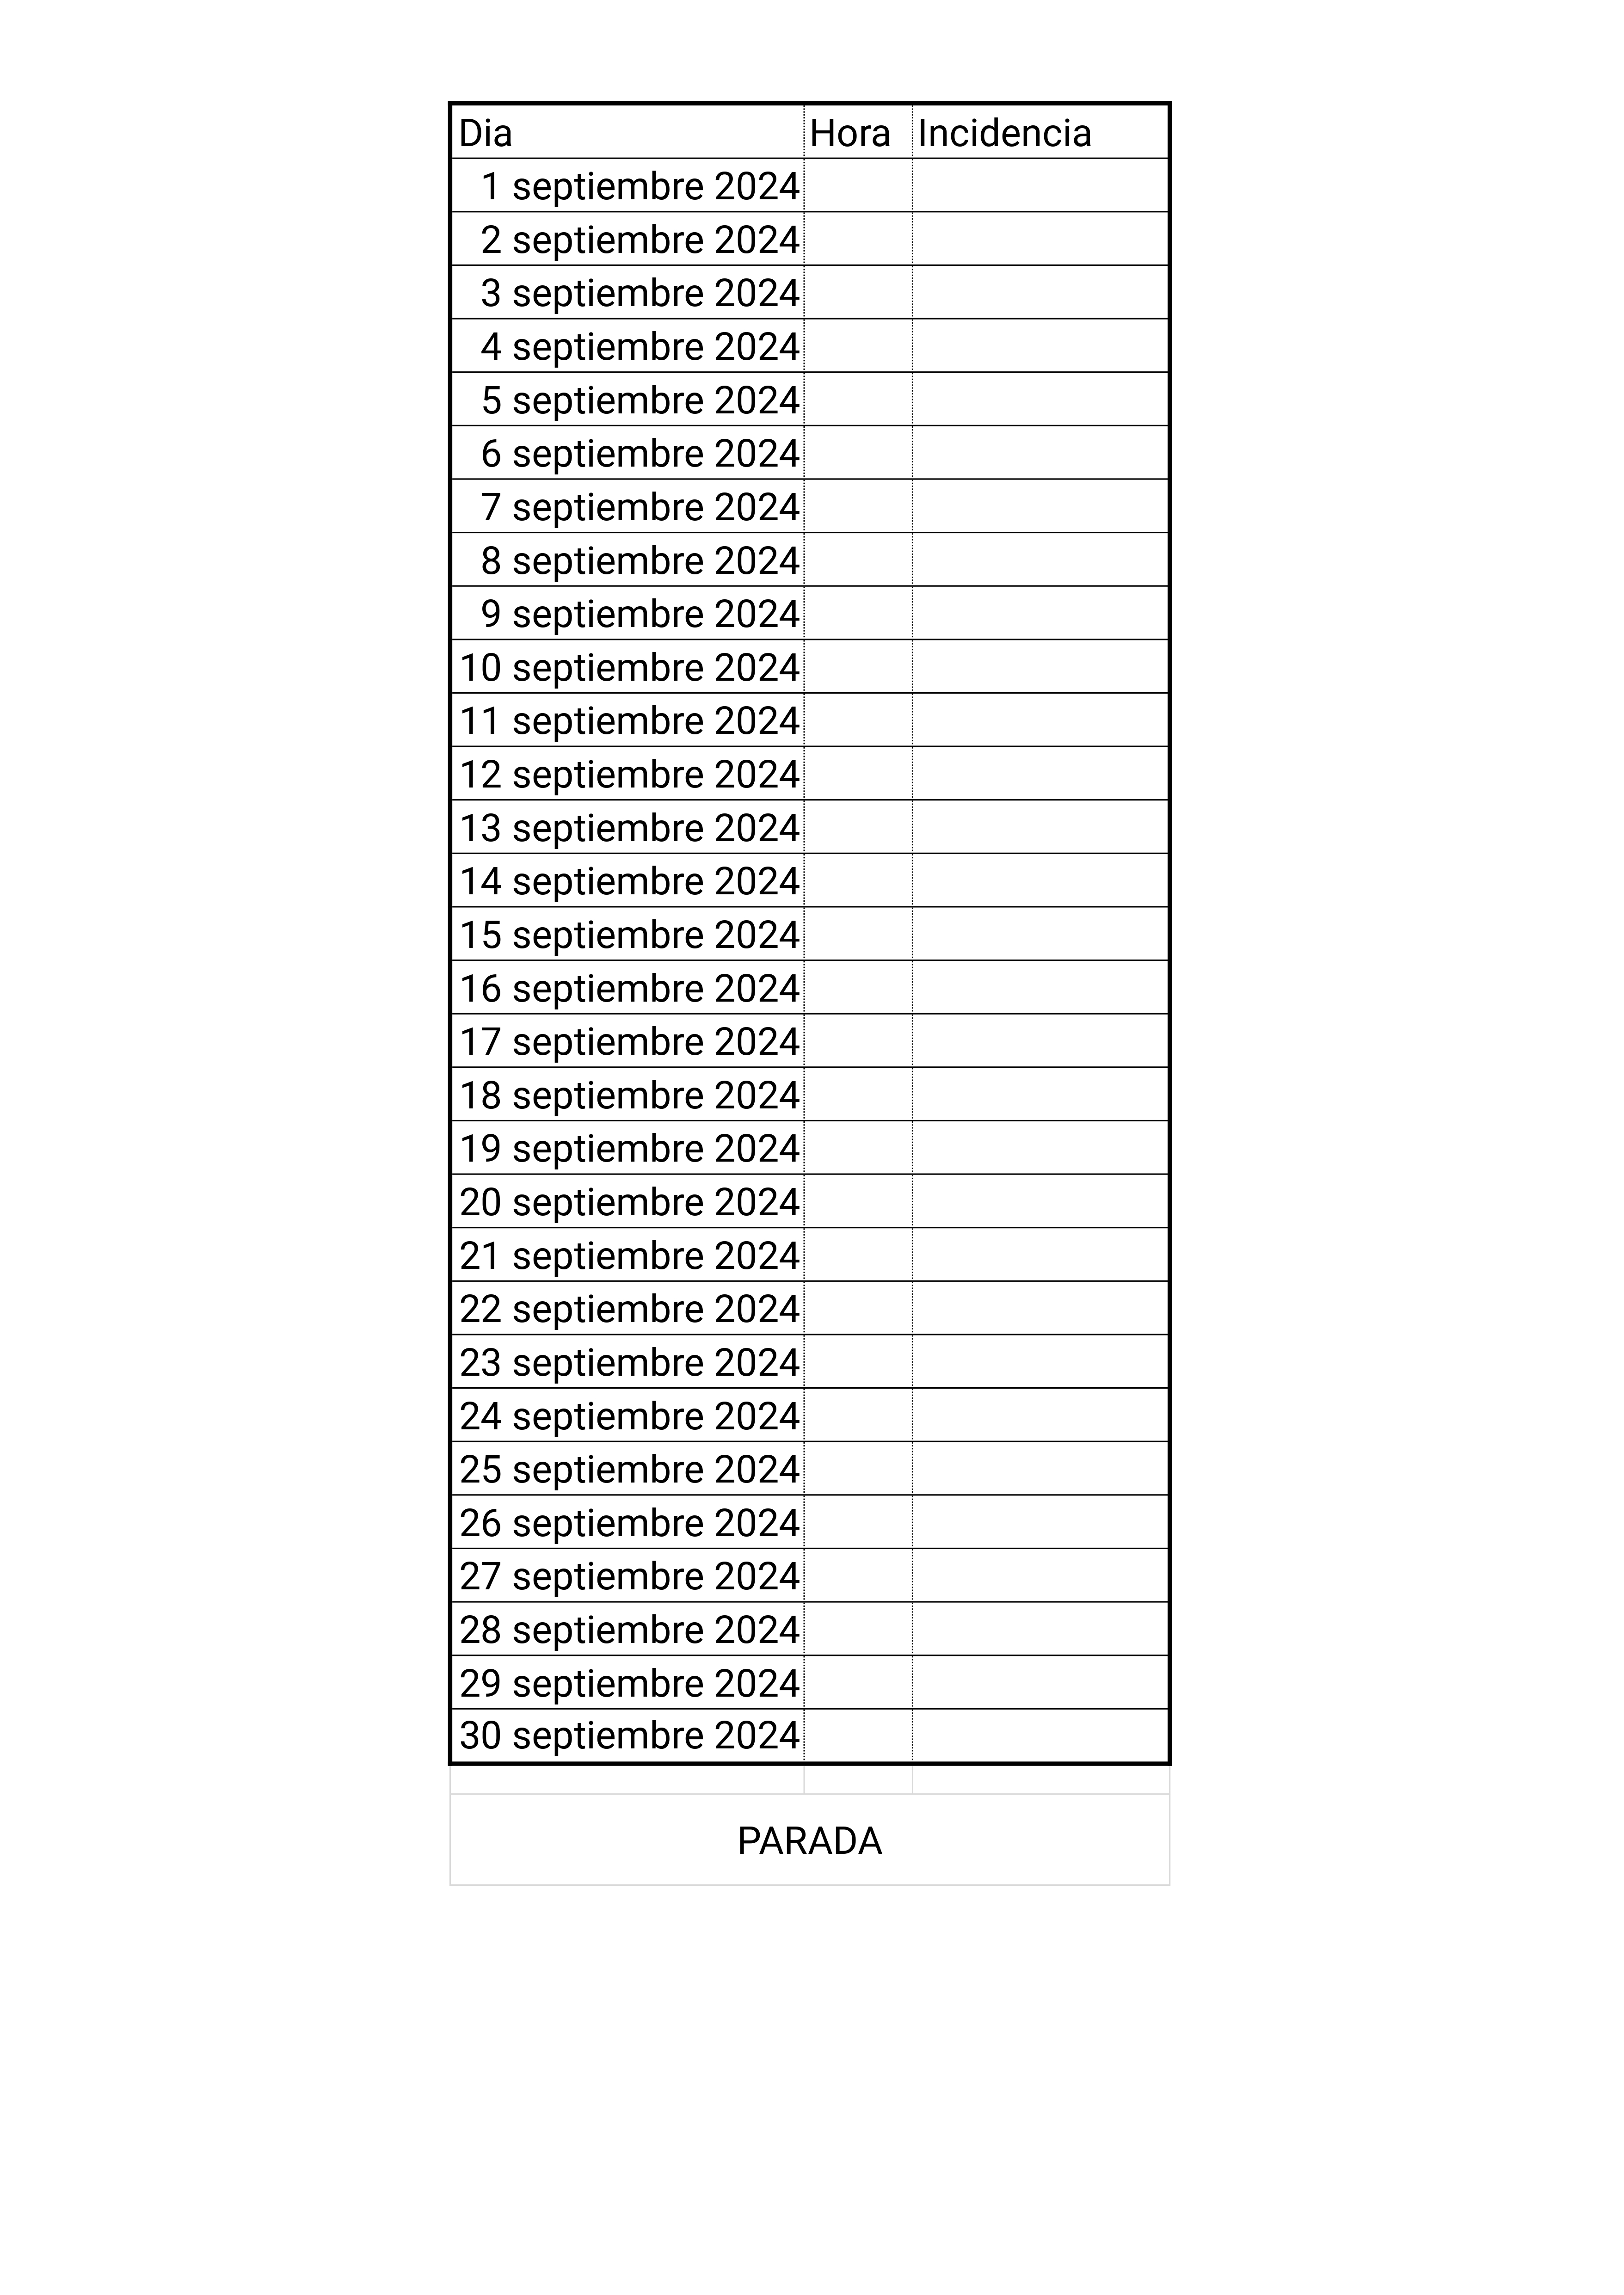 Dia Hora Incidencia
1 septiembre 2024
2 septiembre 2024
3 septiembre 2024
4 septiembre 2024
5 septiembre 2024
6 septiembre 2024
7 septiembre 2024
8 septiembre 2024
9 septiembre 2024
10 septiembre 2024
11 septiembre 2024
12 septiembre 2024
13 septiembre 2024
14 septiembre 2024
15 septiembre 2024
16 septiembre 2024
17 septiembre 2024
18 septiembre 2024
19 septiembre 2024
20 septiembre 2024
21 septiembre 2024
22 septiembre 2024
23 septiembre 2024
24 septiembre 2024
25 septiembre 2024
26 septiembre 2024
27 septiembre 2024
28 septiembre 2024
29 septiembre 2024
30 septiembre 2024
PARADA